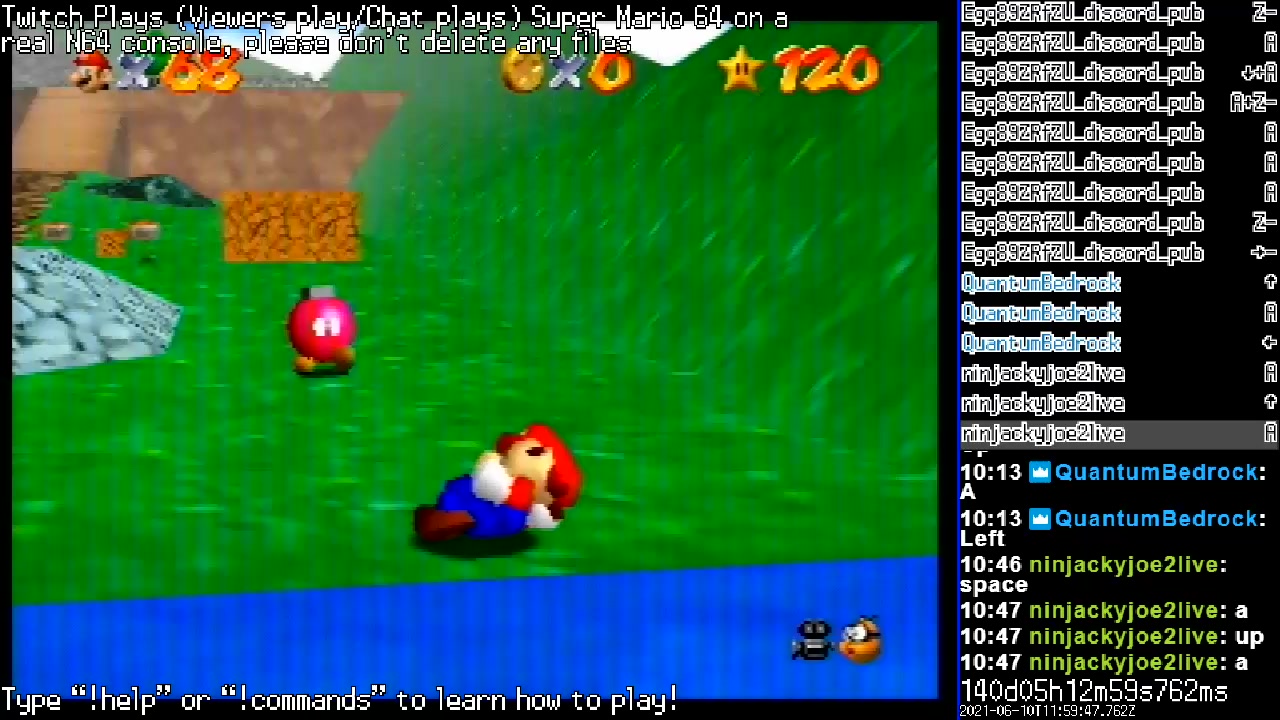 Twitch Plays (Viewers play/Chat plays) Super Mario 64 on a
real N64 console, please don't delete any files
x 68 x 0 120
Type “!help” or “!commands” to learn how to play!
Egq89ZRfZU_discord_pub Z-
Egq89ZRfZU_discord_pub A
Egq89ZRfZU_discord_pub ↓+A
Egq89ZRfZU_discord_pub A+Z-
Egq89ZRfZU_discord_pub A
Egq89ZRfZU_discord_pub A
Egq89ZRfZU_discord_pub A
Egq89ZRfZU_discord_pub Z-
Egq89ZRfZU_discord_pub →-
QuantumBedrock ↑
QuantumBedrock A
QuantumBedrock ←
ninjackyjoe2live A
ninjackyjoe2live ↑
ninjackyjoe2live A
10:13 QuantumBedrock:
A
10:13 QuantumBedrock:
Left
10:46 ninjackyjoe2live:
space
10:47 ninjackyjoe2live: a
10:47 ninjackyjoe2live: up
10:47 ninjackyjoe2live: a
140d05h12m59s762ms
2021-06-10T11:59:47.762Z